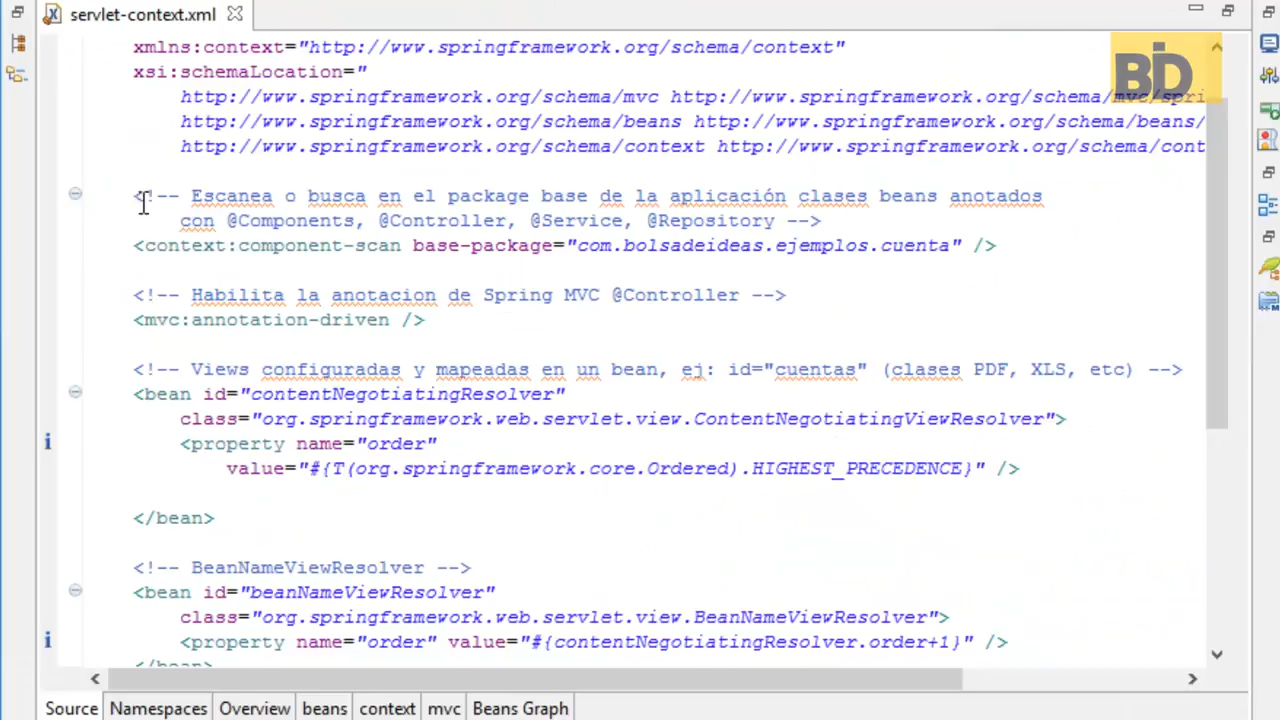 servlet-context.xml
xmlns:context="http://www.springframework.org/schema/context"
xsi:schemaLocation="
http://www.springframework.org/schema/mvc http://www.springframework.org/schema/mvc/spri
http://www.springframework.org/schema/beans http://www.springframework.org/schema/beans/
http://www.springframework.org/schema/context http://www.springframework.org/schema/cont
BD
<!-- Escanea o busca en el package base de la aplicación clases beans anotados
con @Components, @Controller, @Service, @Repository -->
<context:component-scan base-package="com.bolsadeideas.ejemplos.cuenta" />
<!-- Habilita la anotacion de Spring MVC @Controller -->
<mvc:annotation-driven />
<!-- Views configuradas y mapeadas en un bean, ej: id="cuentas" (clases PDF, XLS, etc) -->
<bean id="contentNegotiatingResolver"
class="org.springframework.web.servlet.view.ContentNegotiatingViewResolver">
<property name="order"
value="#{T(org.springframework.core.Ordered).HIGHEST_PRECEDENCE}" />
</bean>
<!-- BeanNameViewResolver -->
<bean id="beanNameViewResolver"
class="org.springframework.web.servlet.view.BeanNameViewResolver">
<property name="order" value="#{contentNegotiatingResolver.order+1}" />
</bean>
Source Namespaces Overview beans context mvc Beans Graph